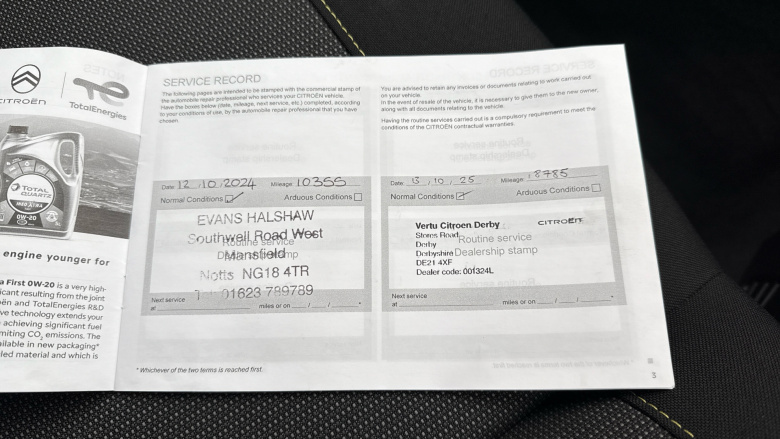 CITROËN
TotalEnergies
TOTAL
QUARTZ
0W-20
engine younger for
a First 0W-20 is a very high-
icant resulting from the joint
ën and TotalEnergies R&D
ve technology extends your
achieving significant fuel
miting CO₂ emissions. The
ailable in new packaging*
led material and which is
SERVICE RECORD
The following pages are intended to be stamped with the commercial stamp of
the automobile repair professional who services your CITROËN vehicle.
Have the boxes below (date, mileage, next service, etc.) completed, according
to your conditions of use, by the automobile repair professional that you have
chosen.
Date 12 / 10 / 2024 Mileage 10355
Normal Conditions Arduous Conditions
EVANS HALSHAW
Southwell Road West
Routine service
Mansfield
Notts NG18 4TR
01623 789789
Next service
at miles or on / / *
* Whichever of the two terms is reached first.
You are advised to retain any invoices or documents relating to work carried out
on your vehicle.
In the event of resale of the vehicle, it is necessary to give them to the new owner,
along with all documents relating to the vehicle.
Having the routine services carried out is a compulsory requirement to meet the
conditions of the CITROËN contractual warranties.
Date 13 / 10 / 25 Mileage 18785
Normal Conditions Arduous Conditions
Vertu Citroen Derby CITROËN
Stores Road,
Derby Routine service
Derbyshire Dealership stamp
DE21 4XF
Dealer code: 00f324L
Next service
at miles or on / / *
3